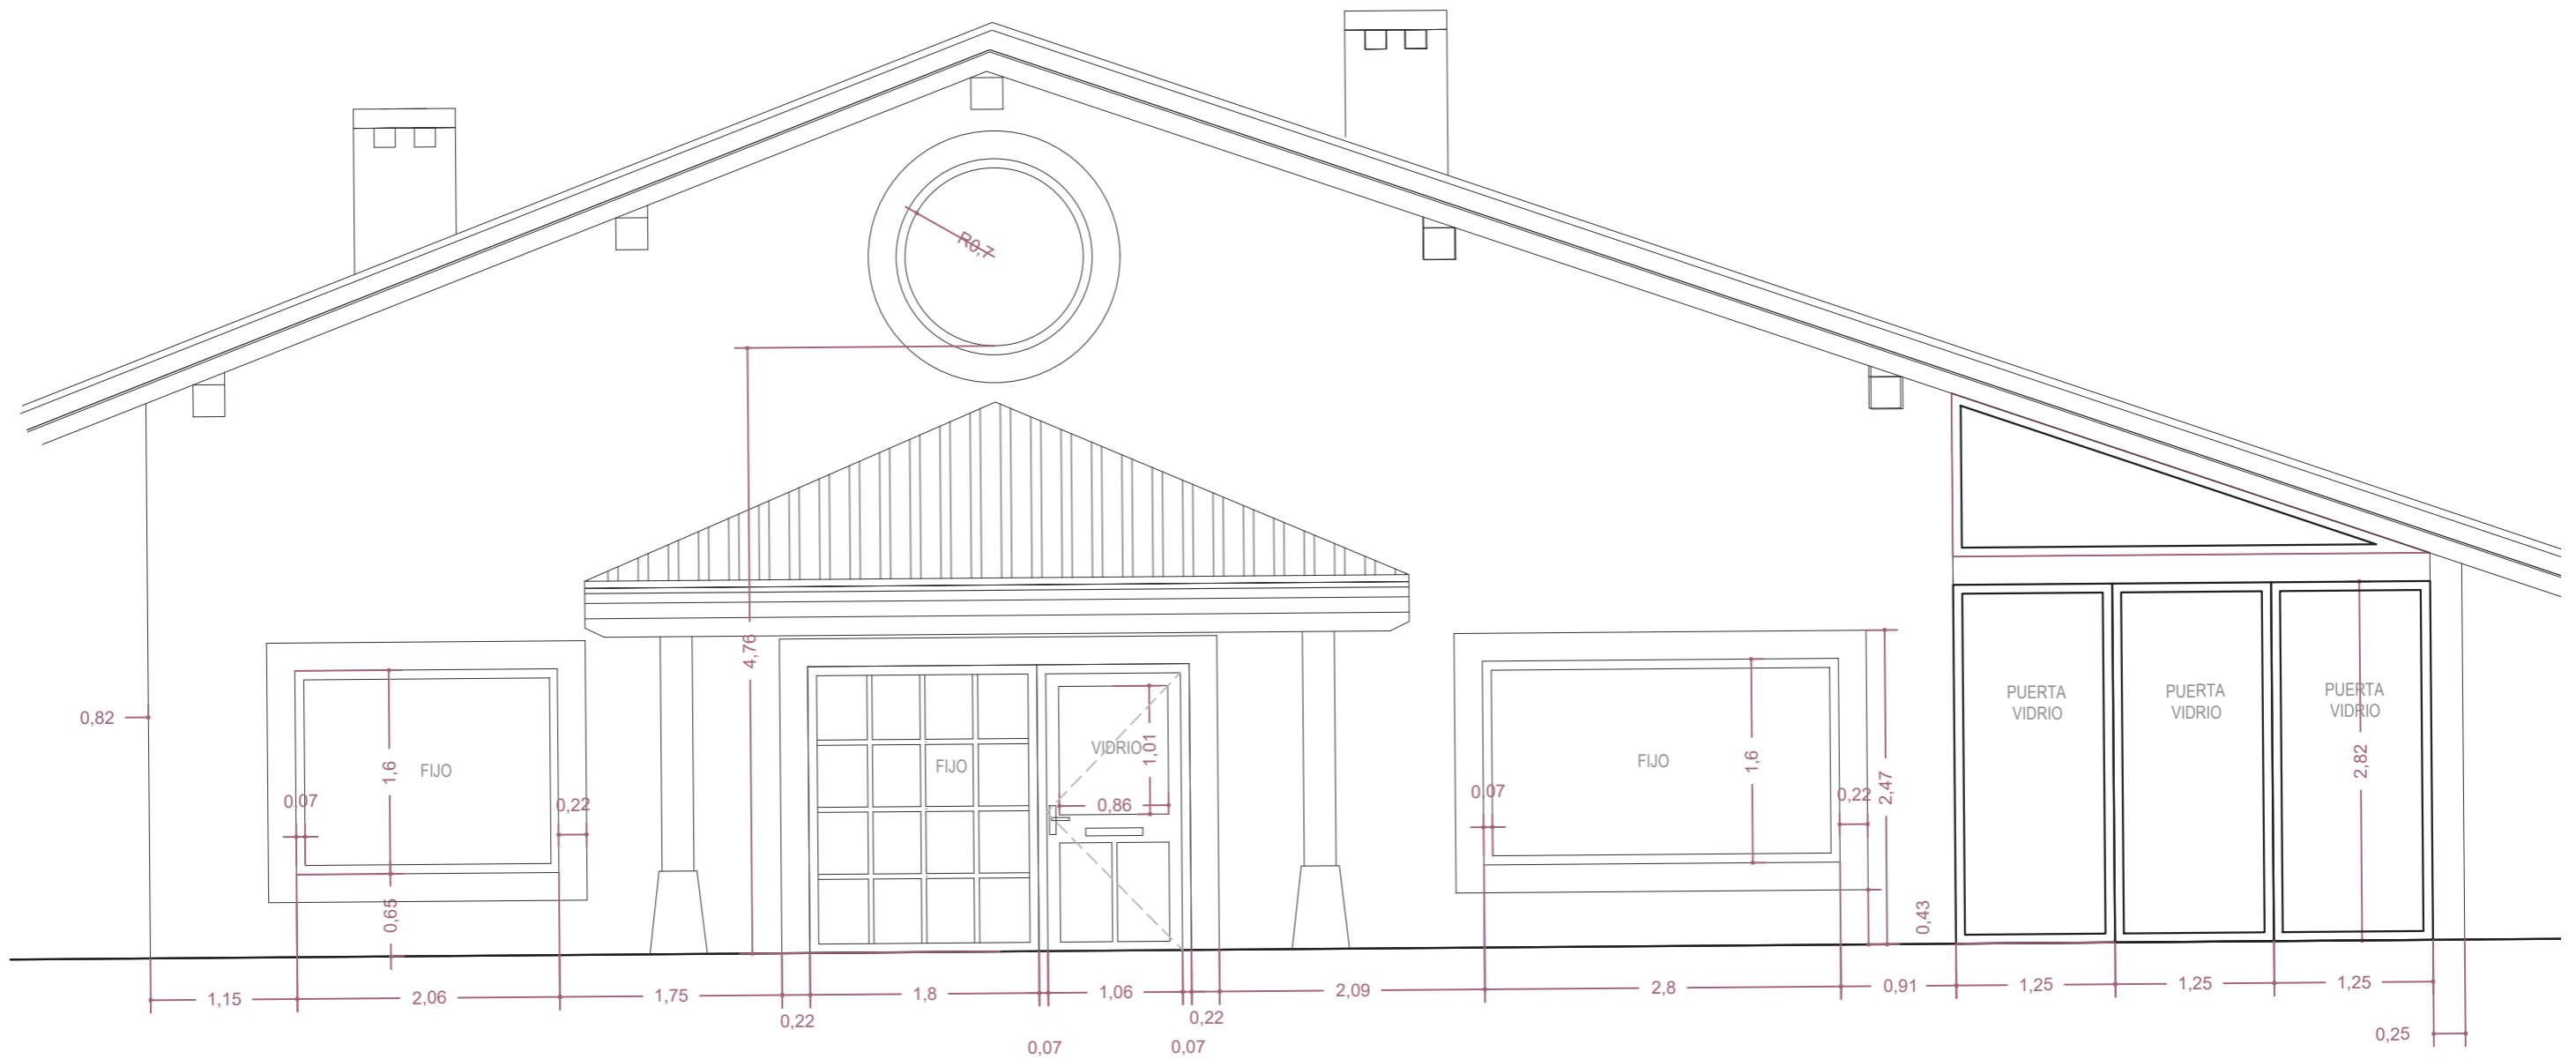 R0,7
4,76
0,82
1,6
FIJO
0,07
0,22
0,65
FIJO
VIDRIO
1,01
0,86
FIJO
1,6
0,07
0,22
2,47
0,43
PUERTA
VIDRIO
PUERTA
VIDRIO
PUERTA
VIDRIO
2,82
1,15
2,06
1,75
0,22
1,8
0,07
1,06
0,07
0,22
2,09
2,8
0,91
1,25
1,25
1,25
0,25